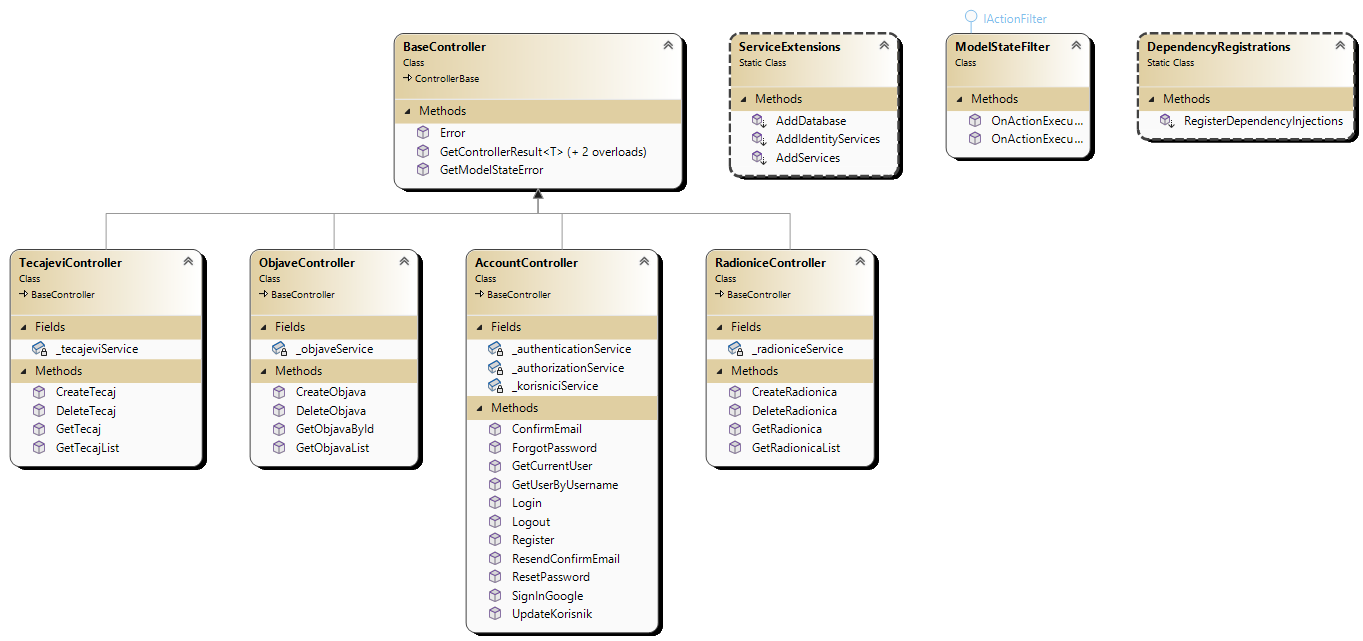 IActionFilter
BaseController
Class
ControllerBase
Methods
Error
GetControllerResult<T> (+ 2 overloads)
GetModelStateError
ServiceExtensions
Static Class
Methods
AddDatabase
AddIdentityServices
AddServices
ModelStateFilter
Class
Methods
OnActionExecu...
OnActionExecu...
DependencyRegistrations
Static Class
Methods
RegisterDependencyInjections
TecajeviController
Class
BaseController
Fields
_tecajeviService
Methods
CreateTecaj
DeleteTecaj
GetTecaj
GetTecajList
ObjaveController
Class
BaseController
Fields
_objaveService
Methods
CreateObjava
DeleteObjava
GetObjavaById
GetObjavaList
AccountController
Class
BaseController
Fields
_authenticationService
_authorizationService
_korisniciService
Methods
ConfirmEmail
ForgotPassword
GetCurrentUser
GetUserByUsername
Login
Logout
Register
ResendConfirmEmail
ResetPassword
SignInGoogle
UpdateKorisnik
RadioniceController
Class
BaseController
Fields
_radioniceService
Methods
CreateRadionica
DeleteRadionica
GetRadionica
GetRadionicaList